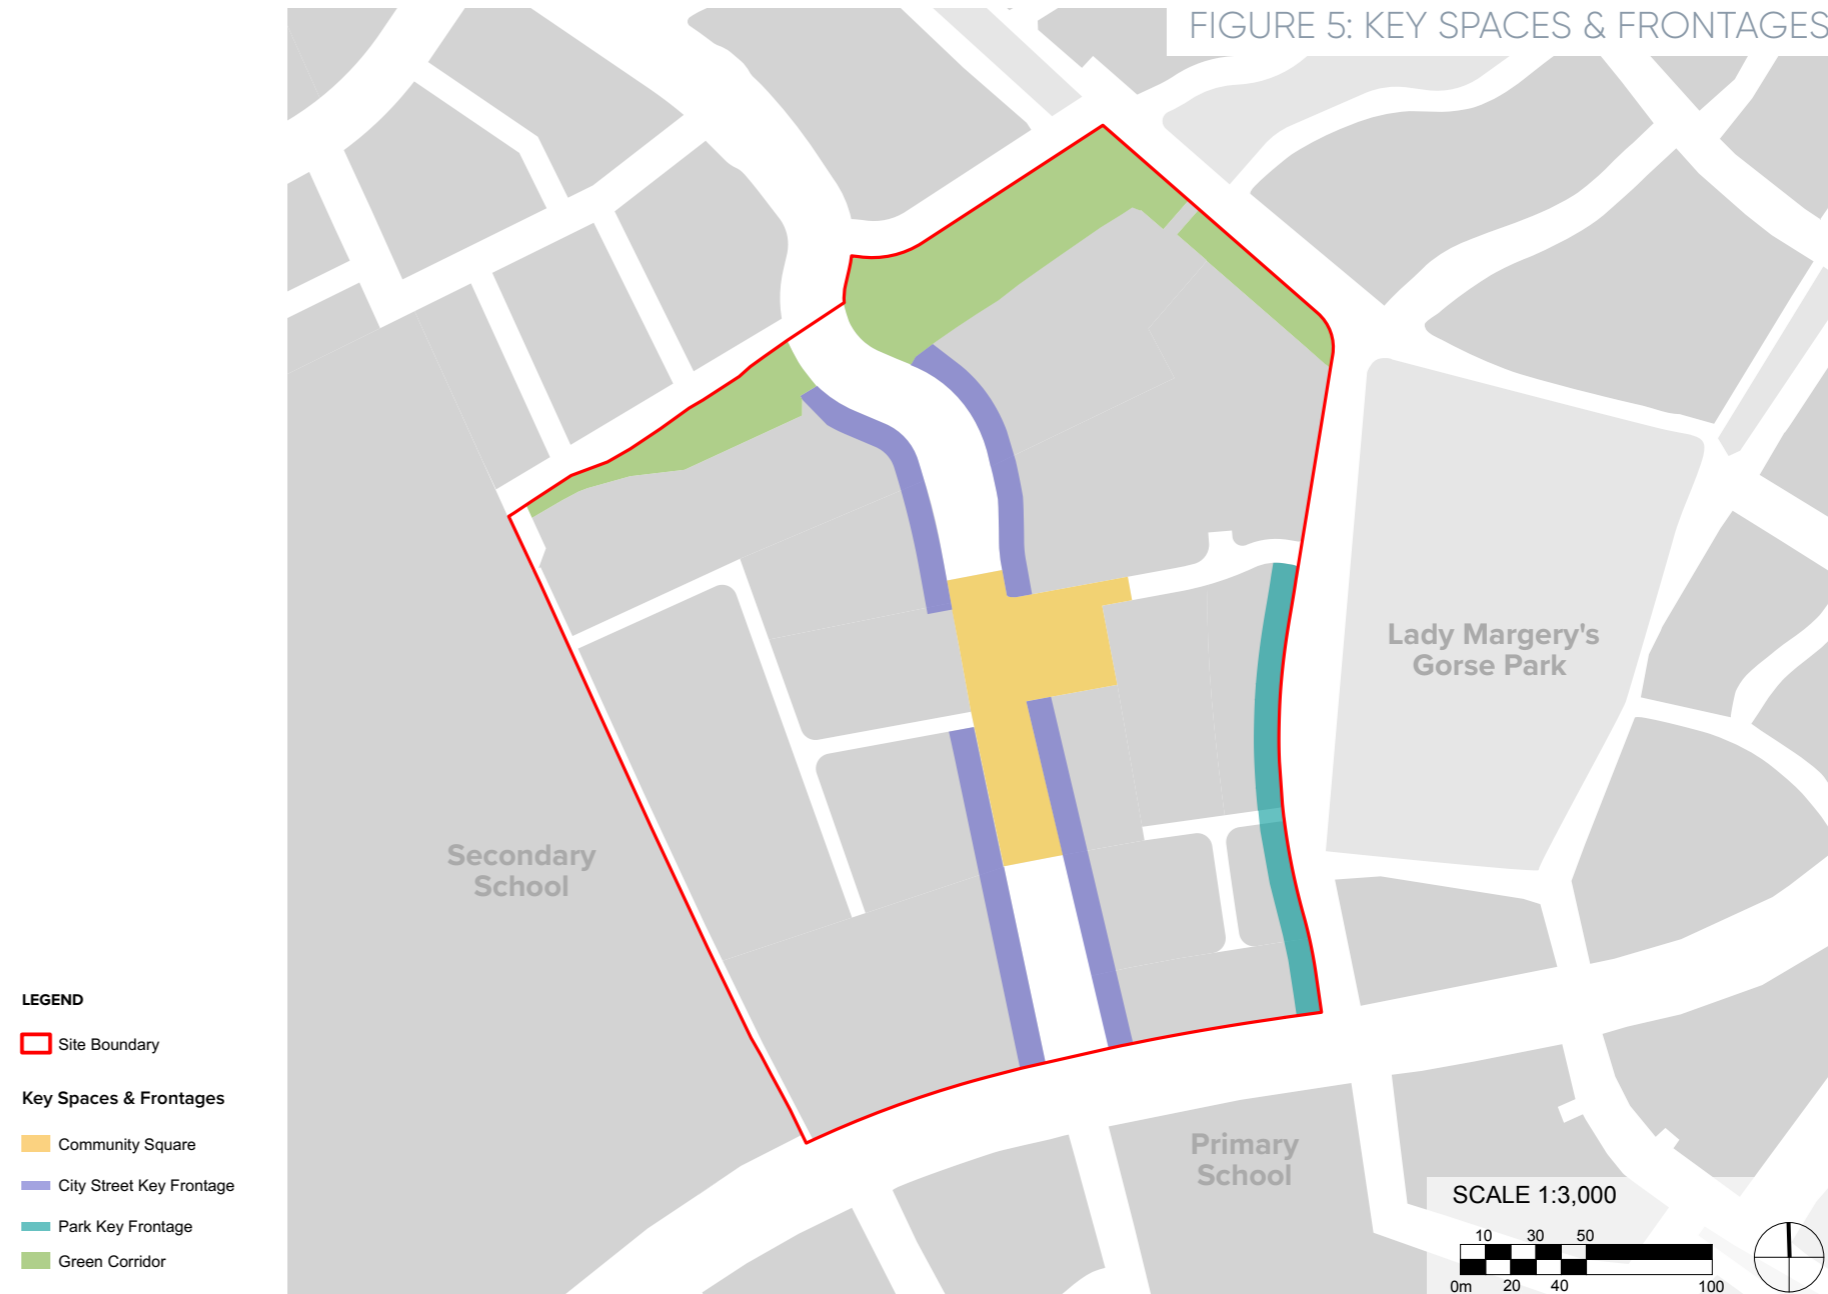 FIGURE 5: KEY SPACES & FRONTAGES
Lady Margery's
Gorse Park
Secondary
School
Primary
School
LEGEND
Site Boundary
Key Spaces & Frontages
Community Square
City Street Key Frontage
Park Key Frontage
Green Corridor
SCALE 1:3,000
10 30 50
0m 20 40 100